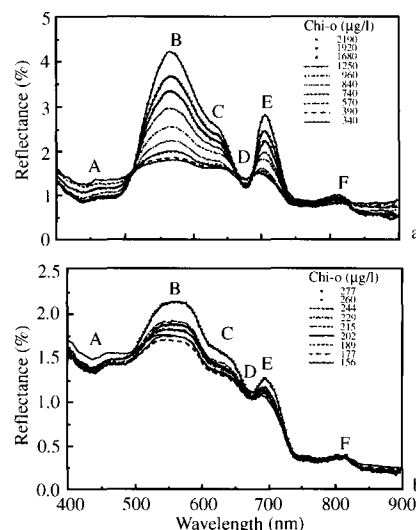 Chl-o (µg/l)
2190
1920
1680
1250
960
840
740
570
390
340
B
C
E
A
D
F
5
4
3
2
1
0
Reflectance (%)
a
Chl-o (µg/l)
277
260
244
229
215
202
189
177
156
B
A
C
D
E
F
2.5
2.0
1.5
1.0
0.5
0.0
Reflectance (%)
b
400 500 600 700 800 900
Wavelength (nm)